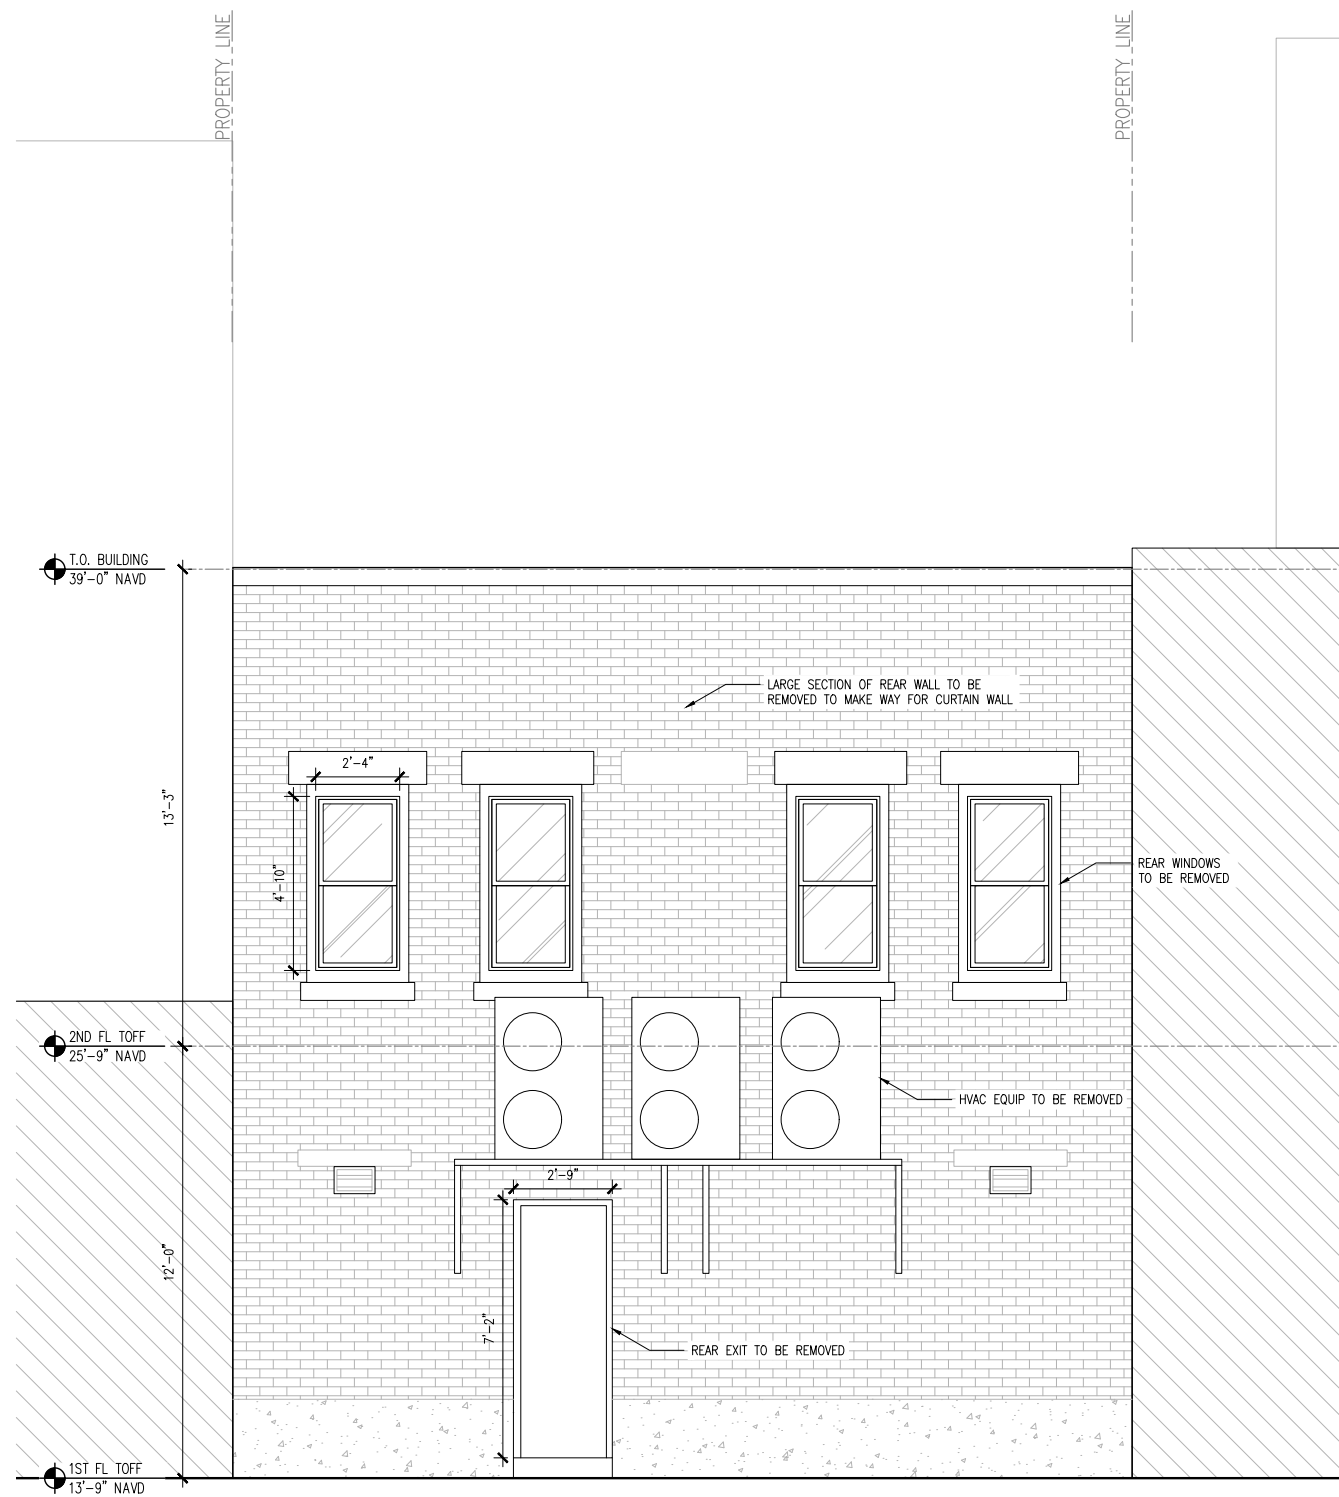 PROPERTY LINE
PROPERTY LINE
T.O. BUILDING
39'-0" NAVD
LARGE SECTION OF REAR WALL TO BE
REMOVED TO MAKE WAY FOR CURTAIN WALL
2'-4"
13'-3"
4'-10"
REAR WINDOWS
TO BE REMOVED
2ND FL TOFF
25'-9" NAVD
HVAC EQUIP TO BE REMOVED
2'-9"
12'-0"
7'-2"
REAR EXIT TO BE REMOVED
1ST FL TOFF
13'-9" NAVD